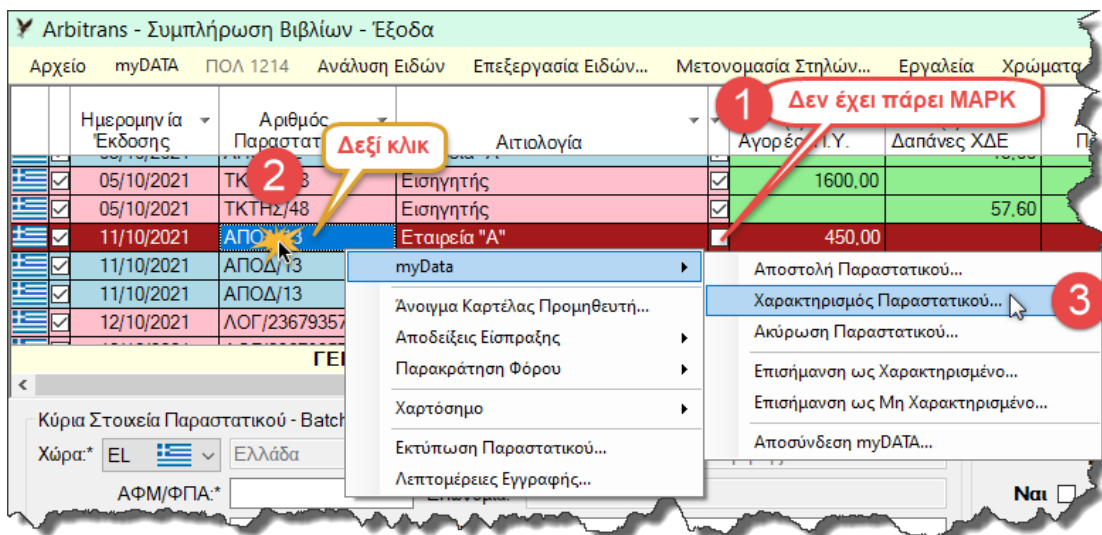 Arbitrans - Συμπλήρωση Βιβλίων - Έξοδα
Αρχείο myDATA ΠΟΛ 1214 Ανάλυση Ειδών Επεξεργασία Ειδών... Μετονομασία Στηλών... Εργαλεία Χρώματα
1 Δεν έχει πάρει ΜΑΡΚ
Ημερομηνία Έκδοσης
Αριθμός Παραστατ
Αιτιολογία
Αγορές Π.Υ.
Δαπάνες ΧΔΕ
Δεξί κλικ
2
05/10/2021 Εισηγητής 1600,00
05/10/2021 ΤΚΤΗΣ/48 Εισηγητής 57,60
11/10/2021 Εταιρεία "Α" 450,00
11/10/2021 ΑΠΟΔ/13
11/10/2021 ΑΠΟΔ/13
12/10/2021 ΛΟΓ/23679357
myData
Άνοιγμα Καρτέλας Προμηθευτή...
Αποδείξεις Είσπραξης
Παρακράτηση Φόρου
Χαρτόσημο
Εκτύπωση Παραστατικού...
Λεπτομέρειες Εγγραφής...
Αποστολή Παραστατικού...
Χαρακτηρισμός Παραστατικού... 3
Ακύρωση Παραστατικού...
Επισήμανση ως Χαρακτηρισμένο...
Επισήμανση ως Μη Χαρακτηρισμένο...
Αποσύνδεση myDATA...
Κύρια Στοιχεία Παραστατικού - Batch
Χώρα:* EL Ελλάδα
ΑΦΜ/ΦΠΑ:*
Ναι